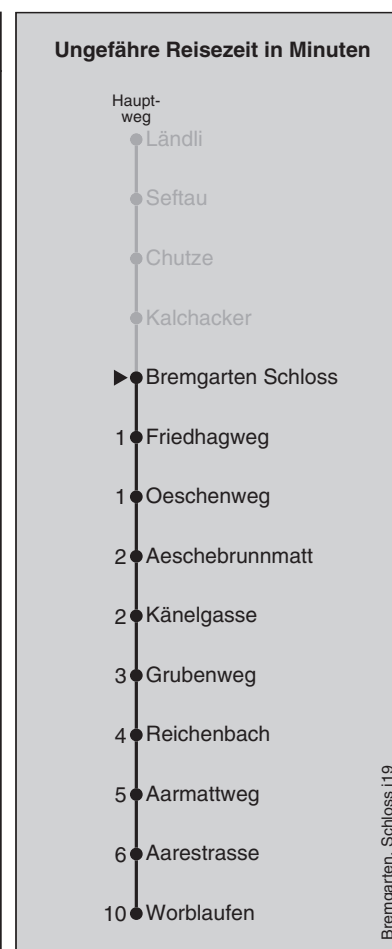 Ungefähre Reisezeit in Minuten
Haupt-
weg
Ländli
Seftau
Chutze
Kalchacker
Bremgarten Schloss
1 Friedhagweg
1 Oeschenweg
2 Aeschebrunnmatt
2 Känelgasse
3 Grubenweg
4 Reichenbach
5 Aarmattweg
6 Aarestrasse
10 Worblaufen
Bremgarten, Schloss j19